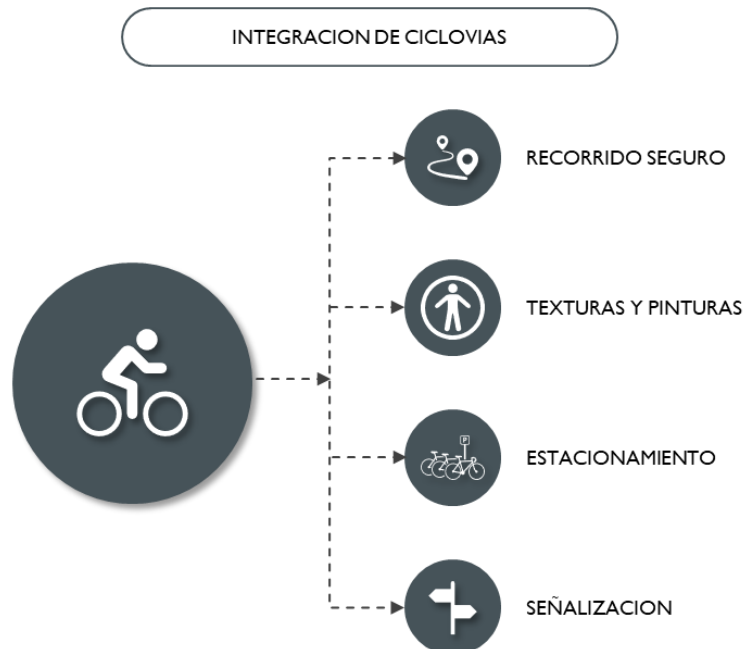 INTEGRACION DE CICLOVIAS
RECORRIDO SEGURO
TEXTURAS Y PINTURAS
P
ESTACIONAMIENTO
SEÑALIZACION